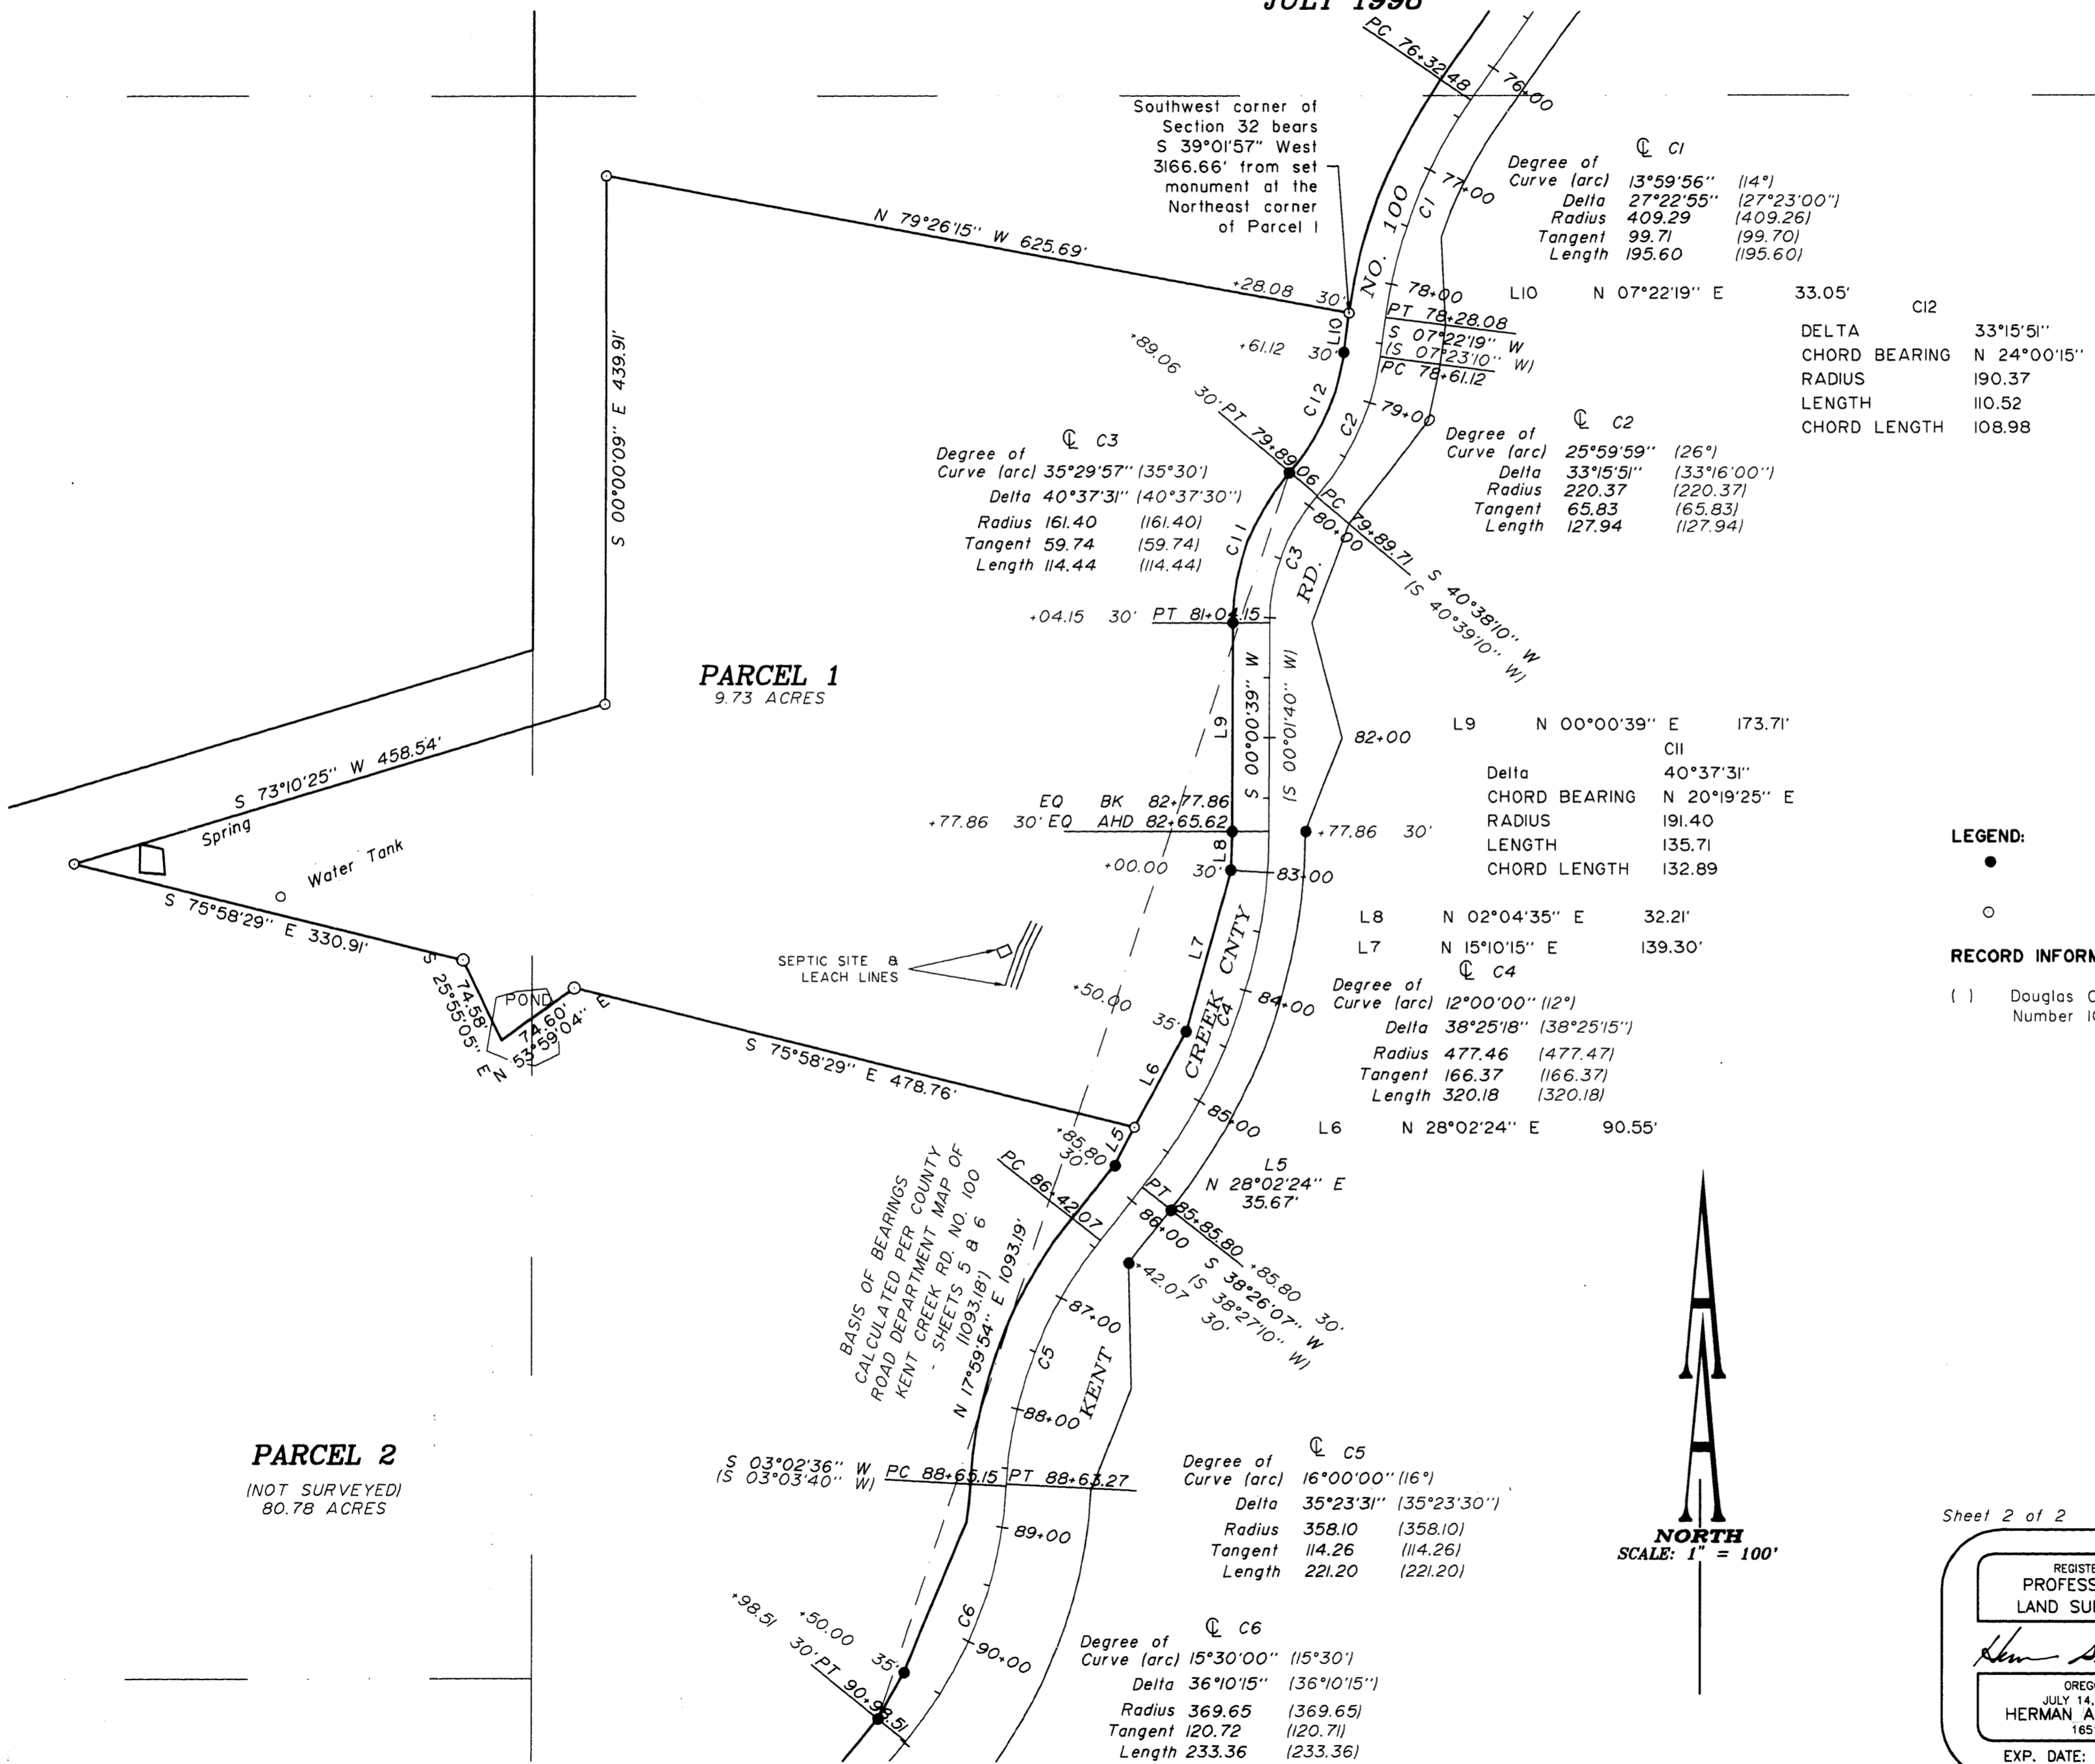 JULY 1998
PC 76+32.48
76+00
Southwest corner of
Section 32 bears
S 39°01'57" West
3166.66' from set
monument at the
Northeast corner
of Parcel 1
77+00
NO. 100
C1
℄ C1
Degree of
Curve (arc) 13°59'56" (14°)
Delta 27°22'55" (27°23'00")
Radius 409.29 (409.26)
Tangent 99.71 (99.70)
Length 195.60 (195.60)
N 79°26'15" W 625.69'
+28.08 30'
78+00
L10 N 07°22'19" E 33.05'
L10
PT 78+28.08
S 07°22'19" W
(S 07°23'10" W)
PC 78+61.12
+61.12 30'
C12
DELTA 33°15'51"
CHORD BEARING N 24°00'15"
RADIUS 190.37
LENGTH 110.52
CHORD LENGTH 108.98
+89.06 30' PT 79+89.06
C12
C2
79+00
℄ C2
Degree of
Curve (arc) 25°59'59" (26°)
Delta 33°15'51" (33°16'00")
Radius 220.37 (220.37)
Tangent 65.83 (65.83)
Length 127.94 (127.94)
S 00°00'09" E 439.91'
℄ C3
Degree of
Curve (arc) 35°29'57" (35°30')
Delta 40°37'31" (40°37'30")
Radius 161.40 (161.40)
Tangent 59.74 (59.74)
Length 114.44 (114.44)
PC 79+89.71
80+00
S 40°38'10" W
(S 40°39'10" W)
C11
C3
RD.
+04.15 30' PT 81+04.15
PARCEL 1
9.73 ACRES
L9
S 00°00'39" W
(S 00°01'40" W)
82+00
L9 N 00°00'39" E 173.71'
C11
Delta 40°37'31"
CHORD BEARING N 20°19'25" E
RADIUS 191.40
LENGTH 135.71
CHORD LENGTH 132.89
EQ BK 82+77.86
+77.86 30' EQ AHD 82+65.62
+77.86 30'
L8
+00.00 30'
83+00
S 73°10'25" W 458.54'
Spring
Water Tank
S 75°58'29" E 330.91'
LEGEND:
RECORD INFORM
( ) Douglas C
Number 10
L8 N 02°04'35" E 32.21'
L7 N 15°10'15" E 139.30'
SEPTIC SITE &
LEACH LINES
L7
CREEK CNTY
C4
84+00
℄ C4
Degree of
Curve (arc) 12°00'00" (12°)
Delta 38°25'18" (38°25'15")
Radius 477.46 (477.47)
Tangent 166.37 (166.37)
Length 320.18 (320.18)
+50.00 35'
POND
S 25°55'05" E
74.58'
74.60'
N 53°59'04" E
S 75°58'29" E 478.76'
L6
85+00
L6 N 28°02'24" E 90.55'
L5
+85.80 30'
L5
N 28°02'24" E
35.67'
PC 86+42.07
PT 85+85.80
86+00
+85.80 30'
S 38°26'07" W
(S 38°27'10" W)
+42.07 30'
BASIS OF BEARINGS
CALCULATED PER COUNTY
ROAD DEPARTMENT MAP OF
KENT CREEK RD. NO. 100
- SHEETS 5 & 6
(1093.18')
N 17°59'54" E 1093.19'
87+00
C5
KENT
88+00
PARCEL 2
(NOT SURVEYED)
80.78 ACRES
S 03°02'36" W
(S 03°03'40" W)
PC 88+65.15
PT 88+63.27
℄ C5
Degree of
Curve (arc) 16°00'00" (16°)
Delta 35°23'31" (35°23'30")
Radius 358.10 (358.10)
Tangent 114.26 (114.26)
Length 221.20 (221.20)
89+00
NORTH
SCALE: 1" = 100'
+98.51 30' PT 90+98.51
+50.00 35'
C6
90+00
℄ C6
Degree of
Curve (arc) 15°30'00" (15°30')
Delta 36°10'15" (36°10'15")
Radius 369.65 (369.65)
Tangent 120.72 (120.71)
Length 233.36 (233.36)
Sheet 2 of 2
REGISTE
PROFESS
LAND SU
OREG
JULY 14,
HERMAN A
165
EXP. DATE: